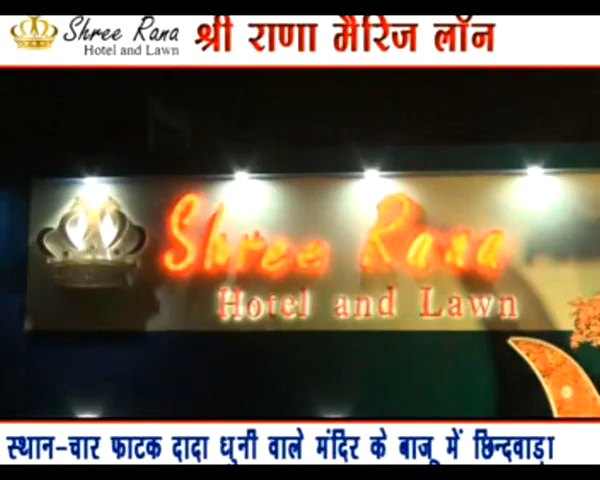 Shree Rana
Hotel and Lawn
श्री राणा मैरिज लॉन
Shree Rana
Hotel and Lawn
स्थान-चार फाटक दादा धुनी वाले मंदिर के बाजू में छिन्दवाड़ा